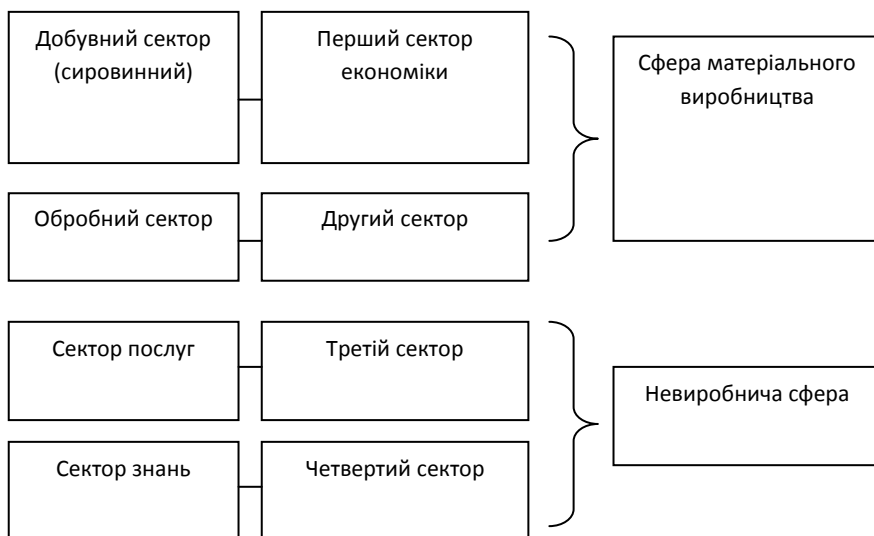 Добувний сектор
(сировинний)
Перший сектор
економіки
Сфера матеріального
виробництва
Обробний сектор
Другий сектор
Сектор послуг
Третій сектор
Невиробнича сфера
Сектор знань
Четвертий сектор